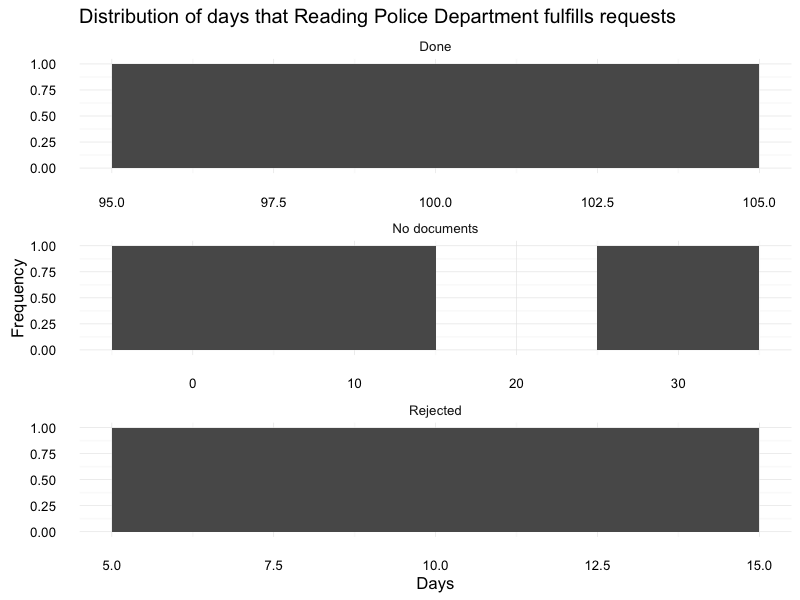 Distribution of days that Reading Police Department fulfills requests
Done
1.00
0.75
0.50
0.25
0.00
95.0 97.5 100.0 102.5 105.0
No documents
1.00
0.75
0.50
0.25
0.00
0 10 20 30
Frequency
Rejected
1.00
0.75
0.50
0.25
0.00
5.0 7.5 10.0 12.5 15.0
Days